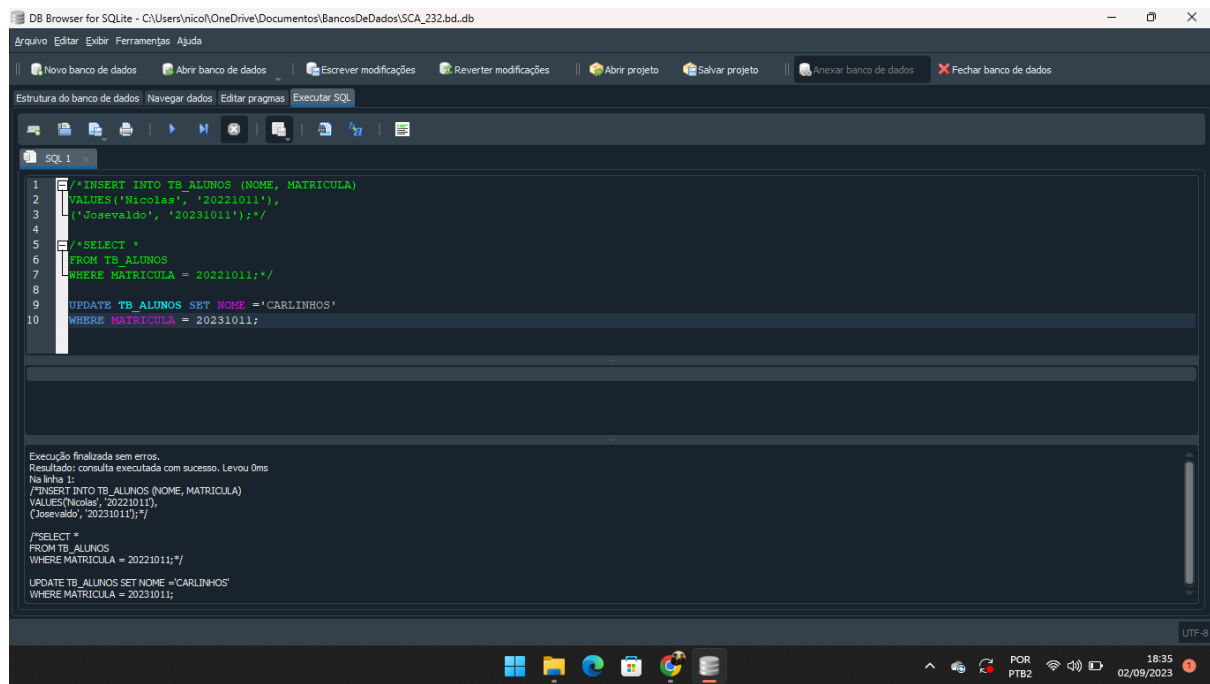 DB Browser for SQLite - C:\Users\nicol\OneDrive\Documentos\BancosDeDados\SCA_232.bd..db
Arquivo Editar Exibir Ferramentas Ajuda
Novo banco de dados Abrir banco de dados Escrever modificações Reverter modificações Abrir projeto Salvar projeto Anexar banco de dados Fechar banco de dados
Estrutura do banco de dados Navegar dados Editar pragmas Executar SQL
SQL 1
1 /*INSERT INTO TB_ALUNOS (NOME, MATRICULA)
2 VALUES('Nicolas', '20221011'),
3 ('Josevaldo', '20231011');*/
4
5 /*SELECT *
6 FROM TB_ALUNOS
7 WHERE MATRICULA = 20221011;*/
8
9 UPDATE TB_ALUNOS SET NOME ='CARLINHOS'
10 WHERE MATRICULA = 20231011;
Execução finalizada sem erros.
Resultado: consulta executada com sucesso. Levou 0ms
Na linha 1:
/*INSERT INTO TB_ALUNOS (NOME, MATRICULA)
VALUES('Nicolas', '20221011'),
('Josevaldo', '20231011');*/
/*SELECT *
FROM TB_ALUNOS
WHERE MATRICULA = 20221011;*/
UPDATE TB_ALUNOS SET NOME ='CARLINHOS'
WHERE MATRICULA = 20231011;
UTF-8
POR
PTB2
18:35
02/09/2023
1